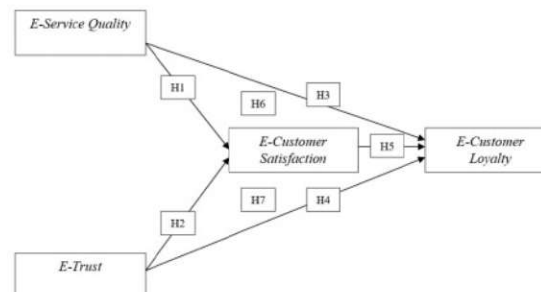 E-Service Quality
H1
H3
H6
E-Customer
Satisfaction
H5
E-Customer
Loyalty
H7
H4
H2
E-Trust